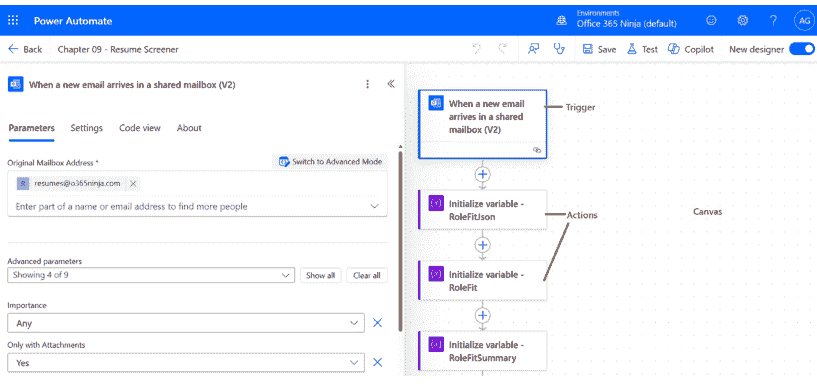 Power Automate
Environments
Office 365 Ninja (default)
?
AG
Back
Chapter 09 - Resume Screener
Save
Test
Copilot
New designer
When a new email arrives in a shared mailbox (V2)
Parameters
Settings
Code view
About
Original Mailbox Address *
Switch to Advanced Mode
R
resumes@o365ninja.com
Enter part of a name or email address to find more people
Advanced parameters
Showing 4 of 9
Show all
Clear all
Importance
Any
Only with Attachments
Yes
When a new email
arrives in a shared
mailbox (V2)
Trigger
Initialize variable -
RoleFitJson
Actions
Canvas
Initialize variable -
RoleFit
Initialize variable -
RoleFitSummary